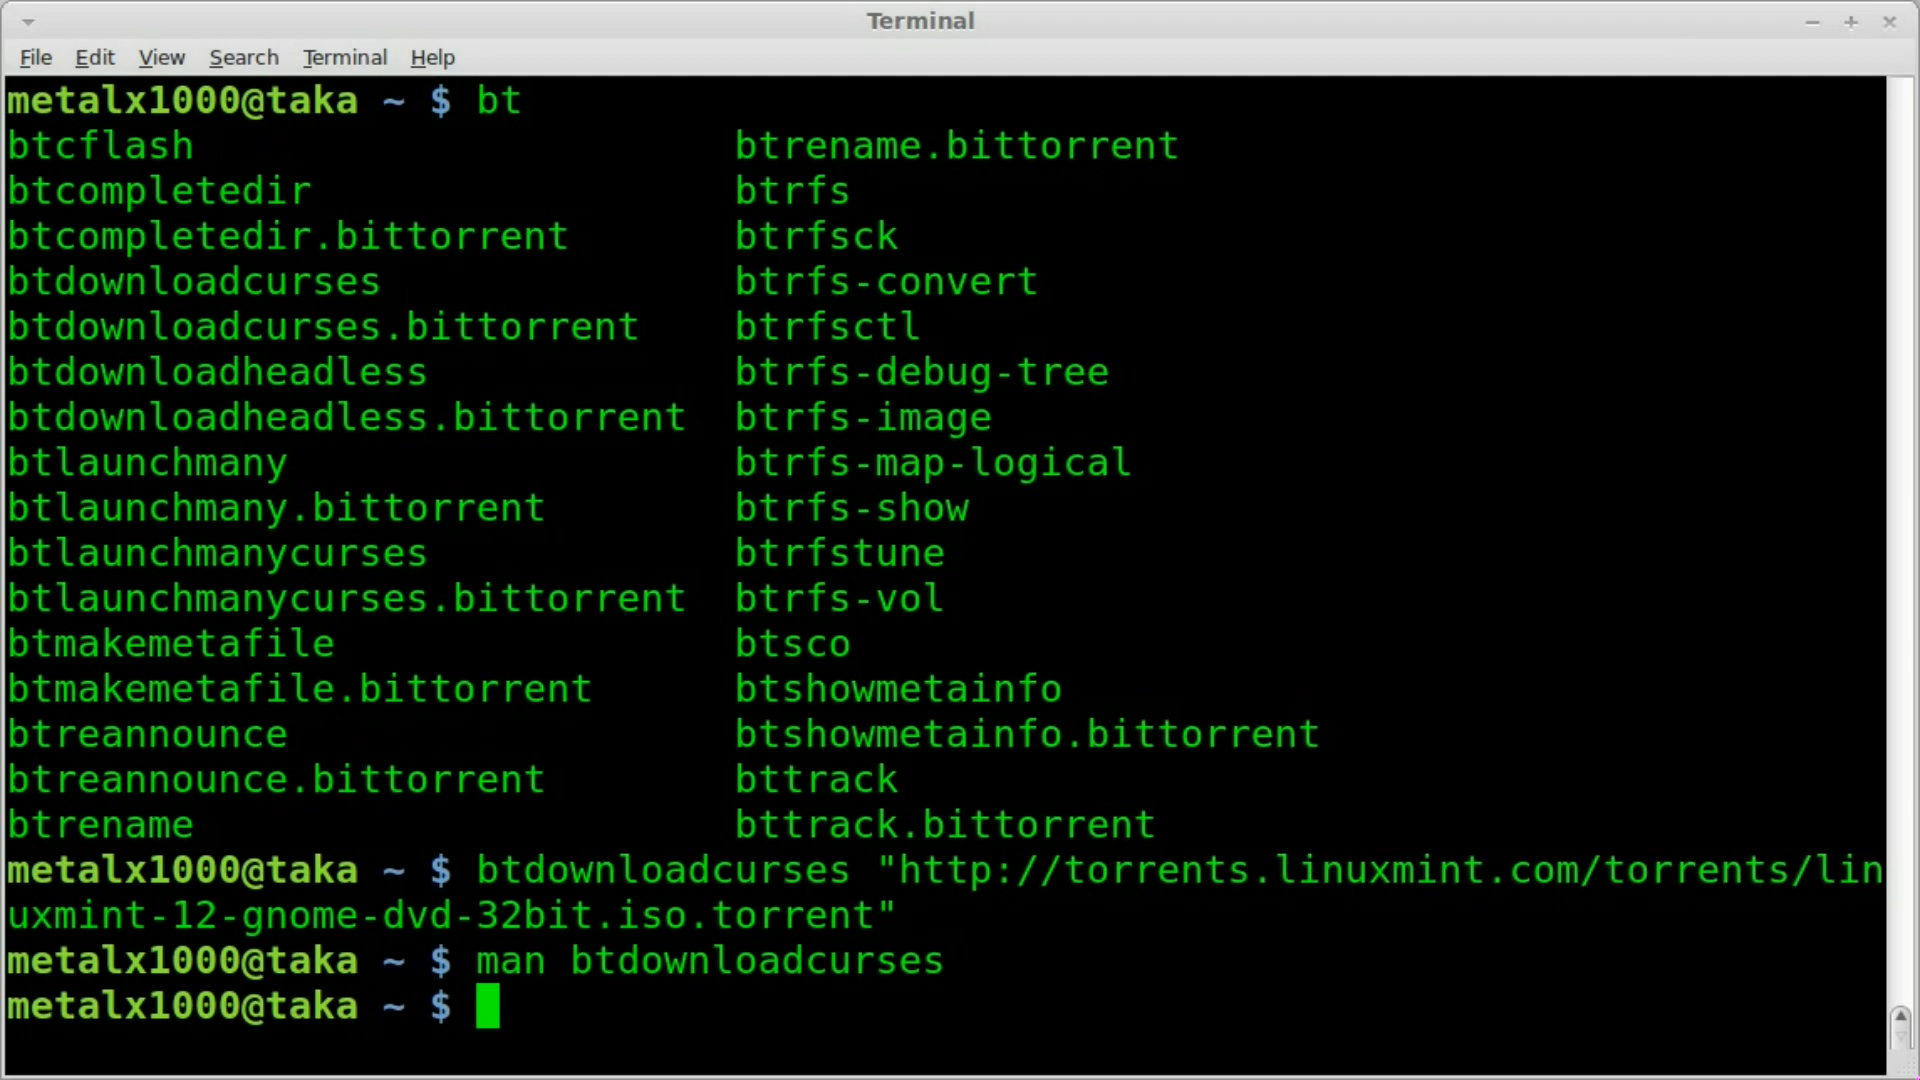 Terminal
File Edit View Search Terminal Help
metalx1000@taka ~ $ bt
btcflash btrename.bittorrent
btcompletedir btrfs
btcompletedir.bittorrent btrfsck
btdownloadcurses btrfs-convert
btdownloadcurses.bittorrent btrfsctl
btdownloadheadless btrfs-debug-tree
btdownloadheadless.bittorrent btrfs-image
btlaunchmany btrfs-map-logical
btlaunchmany.bittorrent btrfs-show
btlaunchmanycurses btrfstune
btlaunchmanycurses.bittorrent btrfs-vol
btmakemetafile btsco
btmakemetafile.bittorrent btshowmetainfo
btreannounce btshowmetainfo.bittorrent
btreannounce.bittorrent bttrack
btrename bttrack.bittorrent
metalx1000@taka ~ $ btdownloadcurses "http://torrents.linuxmint.com/torrents/lin
uxmint-12-gnome-dvd-32bit.iso.torrent"
metalx1000@taka ~ $ man btdownloadcurses
metalx1000@taka ~ $